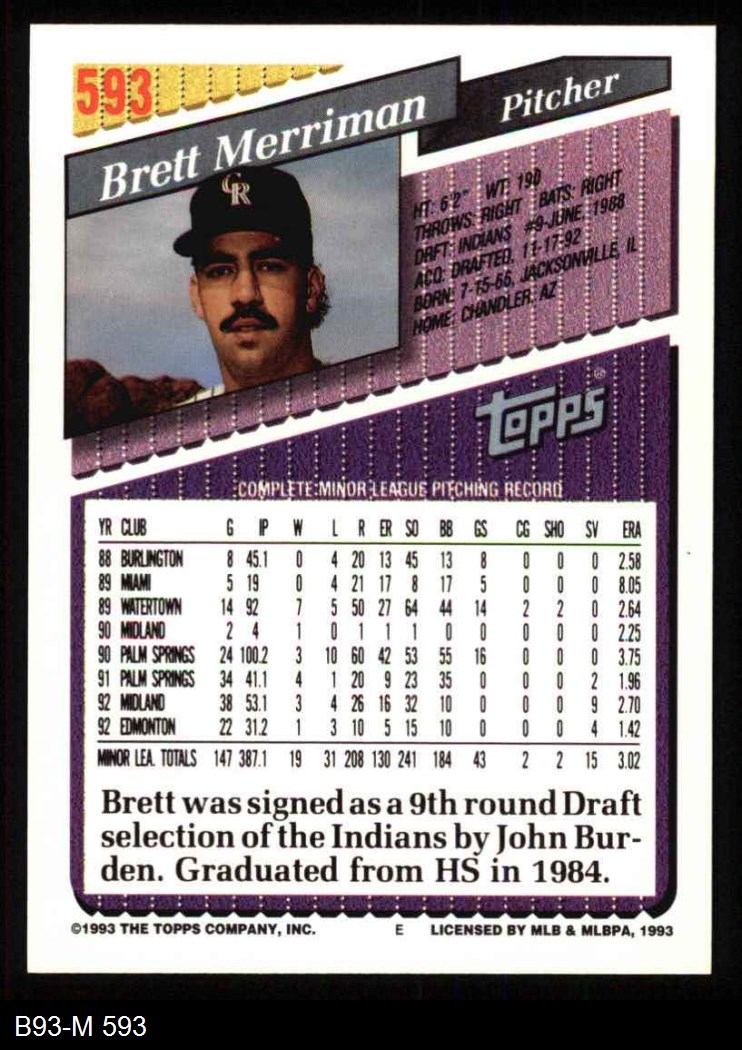 593
Brett Merriman
Pitcher
CR
HT: 6'2" WT: 190
THROWS: RIGHT BATS: RIGHT
DRFT: INDIANS #9-JUNE, 1988
ACQ: DRAFTED, 11-17-92
BORN: 7-15-66, JACKSONVILLE, IL
HOME: CHANDLER, AZ
TOPPS®
COMPLETE MINOR LEAGUE PITCHING RECORD
YR CLUB G IP W L R ER SO BB GS CG SHO SV ERA
88 BURLINGTON 8 45.1 0 4 20 13 45 13 8 0 0 0 2.58
89 MIAMI 5 19 0 4 21 17 8 17 5 0 0 0 8.05
89 WATERTOWN 14 92 7 5 50 27 64 44 14 2 2 0 2.64
90 MIDLAND 2 4 1 0 1 1 1 0 0 0 0 0 2.25
90 PALM SPRINGS 24 100.2 3 10 60 42 53 55 16 0 0 0 3.75
91 PALM SPRINGS 34 41.1 4 1 20 9 23 35 0 0 0 2 1.96
92 MIDLAND 38 53.1 3 4 26 16 32 10 0 0 0 9 2.70
92 EDMONTON 22 31.2 1 3 10 5 15 10 0 0 0 4 1.42
MINOR LEA. TOTALS 147 387.1 19 31 208 130 241 184 43 2 2 15 3.02
Brett was signed as a 9th round Draft
selection of the Indians by John Bur-
den. Graduated from HS in 1984.
©1993 THE TOPPS COMPANY, INC. E LICENSED BY MLB & MLBPA, 1993
B93-M 593